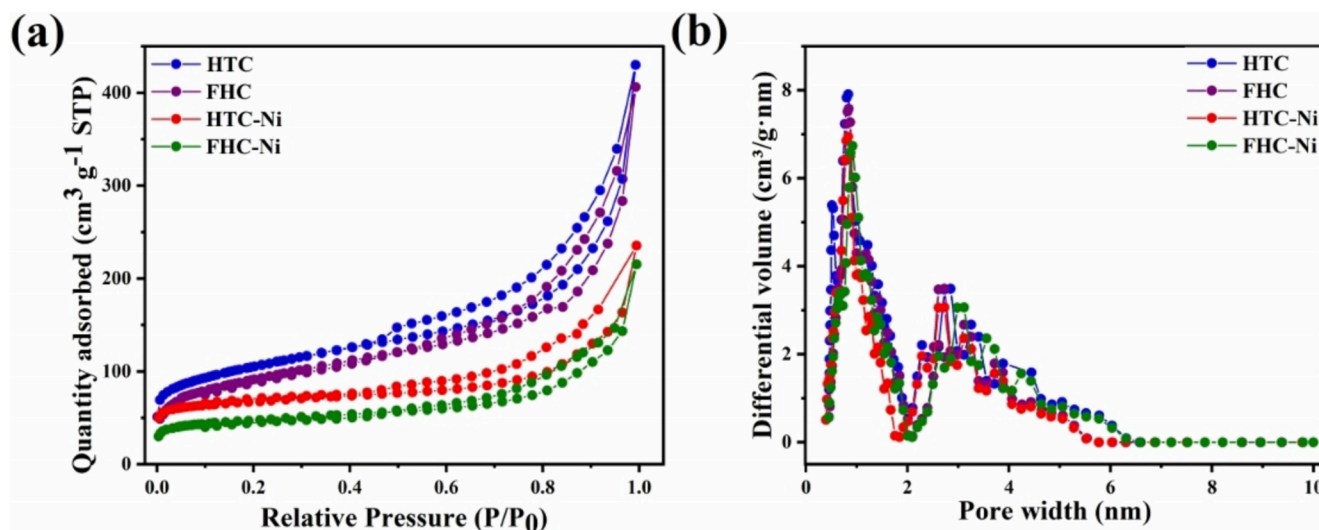 (a)
HTC
FHC
HTC-Ni
FHC-Ni
Quantity adsorbed (cm³ g⁻¹ STP)
400
300
200
100
0
0.0 0.2 0.4 0.6 0.8 1.0
Relative Pressure (P/P₀)
(b)
HTC
FHC
HTC-Ni
FHC-Ni
Differential volume (cm³/g·nm)
8
6
4
2
0
0 2 4 6 8 10
Pore width (nm)